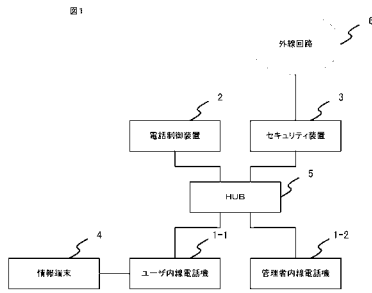 図1
6
外線回路
2
3
電話制御装置
セキュリティ装置
5
HUB
4
1-1
1-2
情報端末
ユーザ内線電話機
管理者内線電話機